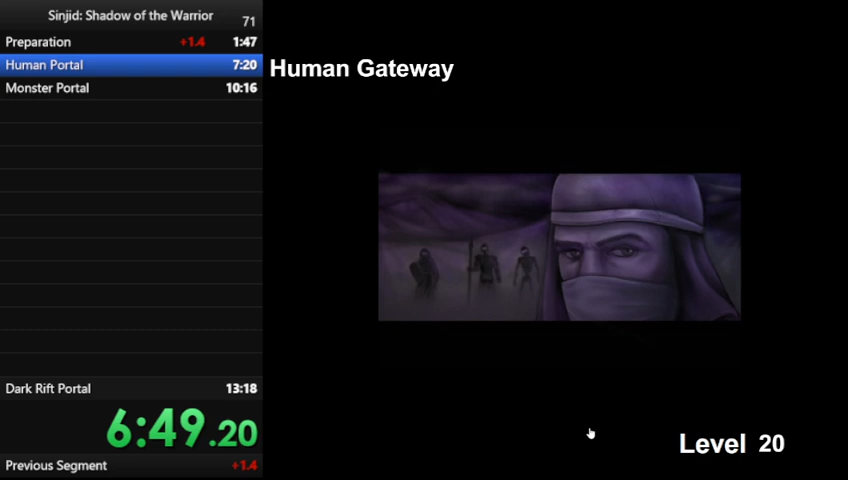 Sinjid: Shadow of the Warrior
71
Preparation +1.4 1:47
Human Portal 7:20
Monster Portal 10:16
Human Gateway
Dark Rift Portal 13:18
6:49.20
Previous Segment +1.4
Level 20